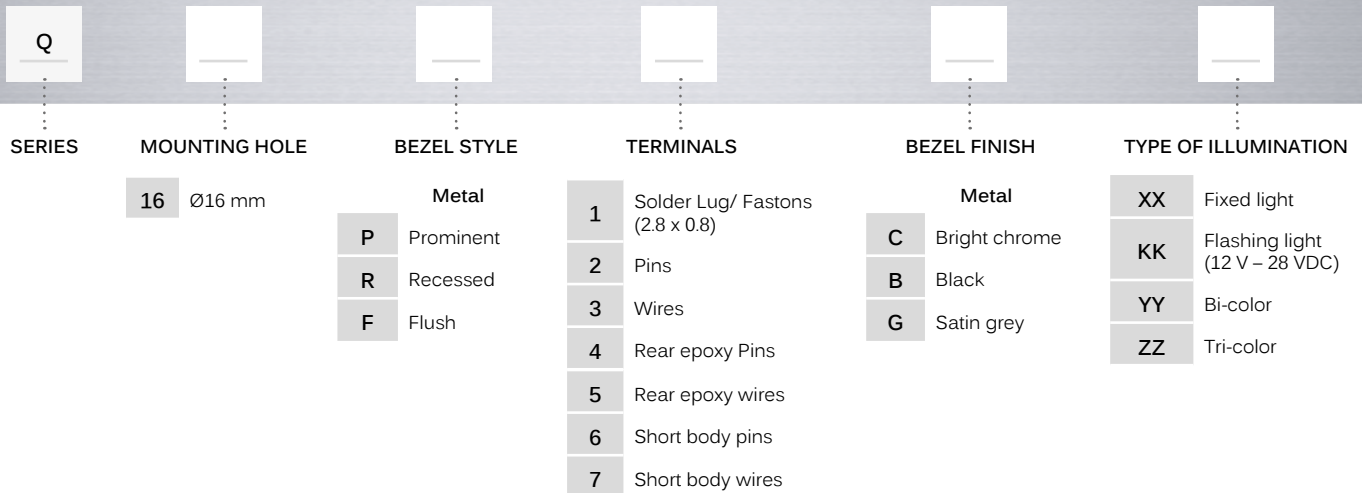 Q
SERIES
MOUNTING HOLE
16 Ø16 mm
BEZEL STYLE
Metal
P Prominent
R Recessed
F Flush
TERMINALS
1 Solder Lug/ Fastons
(2.8 x 0.8)
2 Pins
3 Wires
4 Rear epoxy Pins
5 Rear epoxy wires
6 Short body pins
7 Short body wires
BEZEL FINISH
Metal
C Bright chrome
B Black
G Satin grey
TYPE OF ILLUMINATION
XX Fixed light
KK Flashing light
(12 V – 28 VDC)
YY Bi-color
ZZ Tri-color